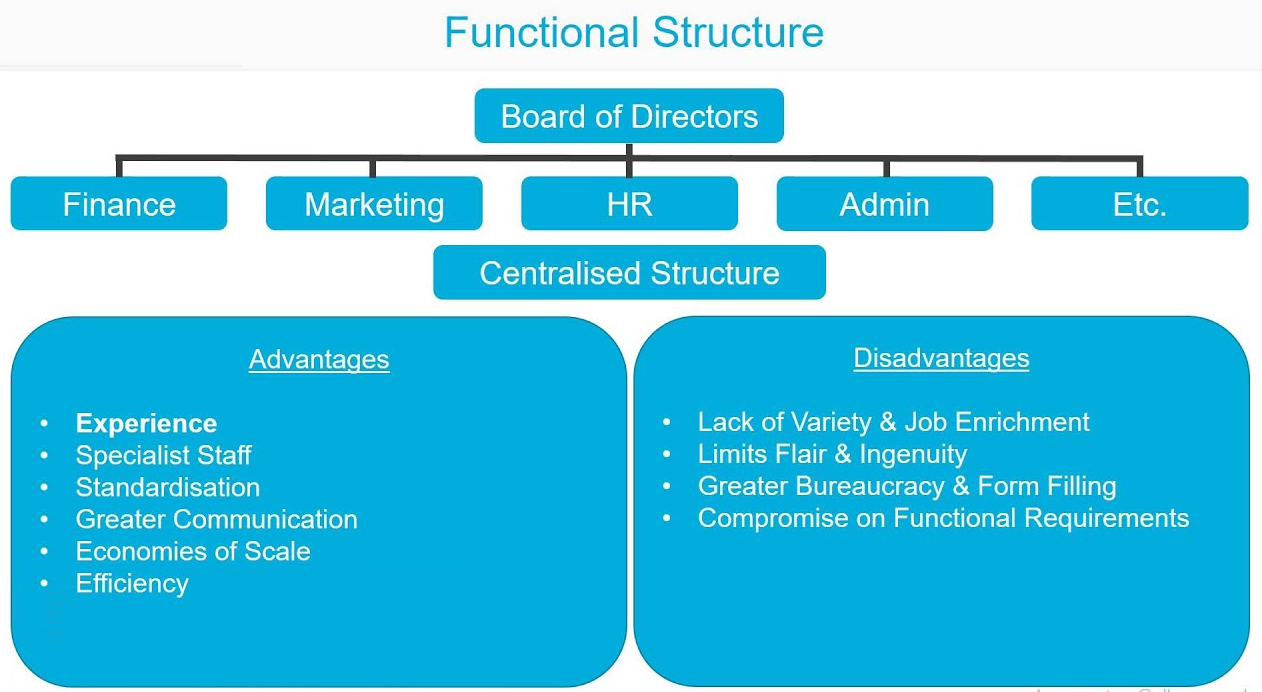 Functional Structure
Board of Directors
Finance
Marketing
HR
Admin
Etc.
Centralised Structure
Advantages
• Experience
• Specialist Staff
• Standardisation
• Greater Communication
• Economies of Scale
• Efficiency
Disadvantages
• Lack of Variety & Job Enrichment
• Limits Flair & Ingenuity
• Greater Bureaucracy & Form Filling
• Compromise on Functional Requirements